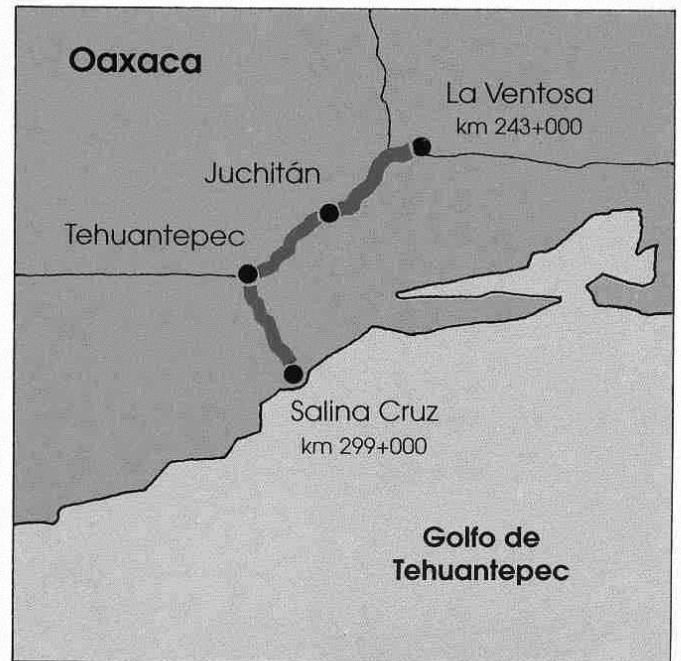 Oaxaca
La Ventosa
km 243+000
Juchitán
Tehuantepec
Salina Cruz
km 299+000
Golfo de
Tehuantepec